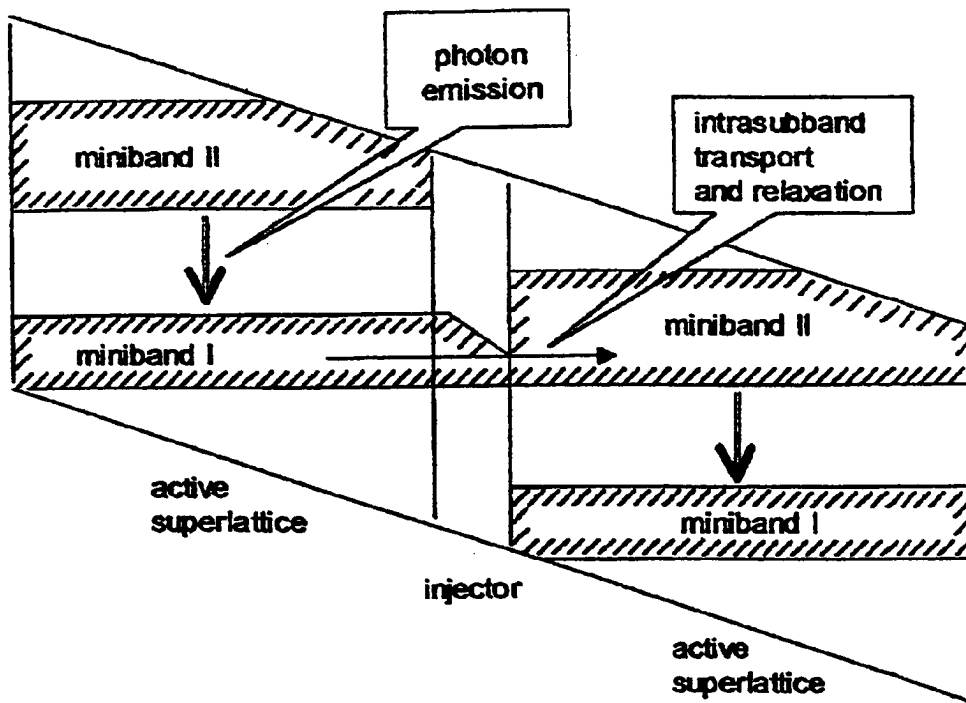 photon
emission
intrasubband
transport
and relaxation
miniband II
miniband II
miniband I
miniband I
active
superlattice
injector
active
superlattice